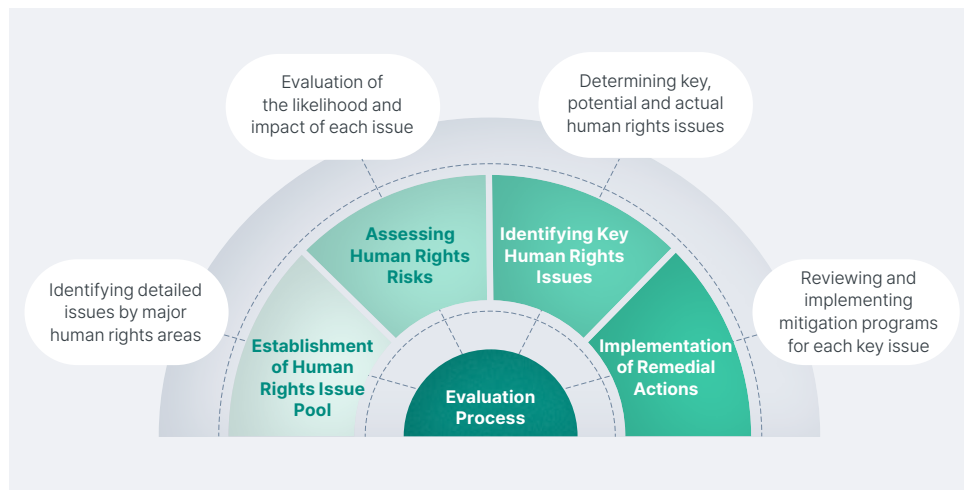 Evaluation of
the likelihood and
impact of each issue
Determining key,
potential and actual
human rights issues
Assessing
Human Rights
Risks
Identifying Key
Human Rights
Issues
Identifying detailed
issues by major
human rights areas
Reviewing and
implementing
mitigation programs
for each key issue
Establishment
of Human
Rights Issue
Pool
Implementation
of Remedial
Actions
Evaluation
Process